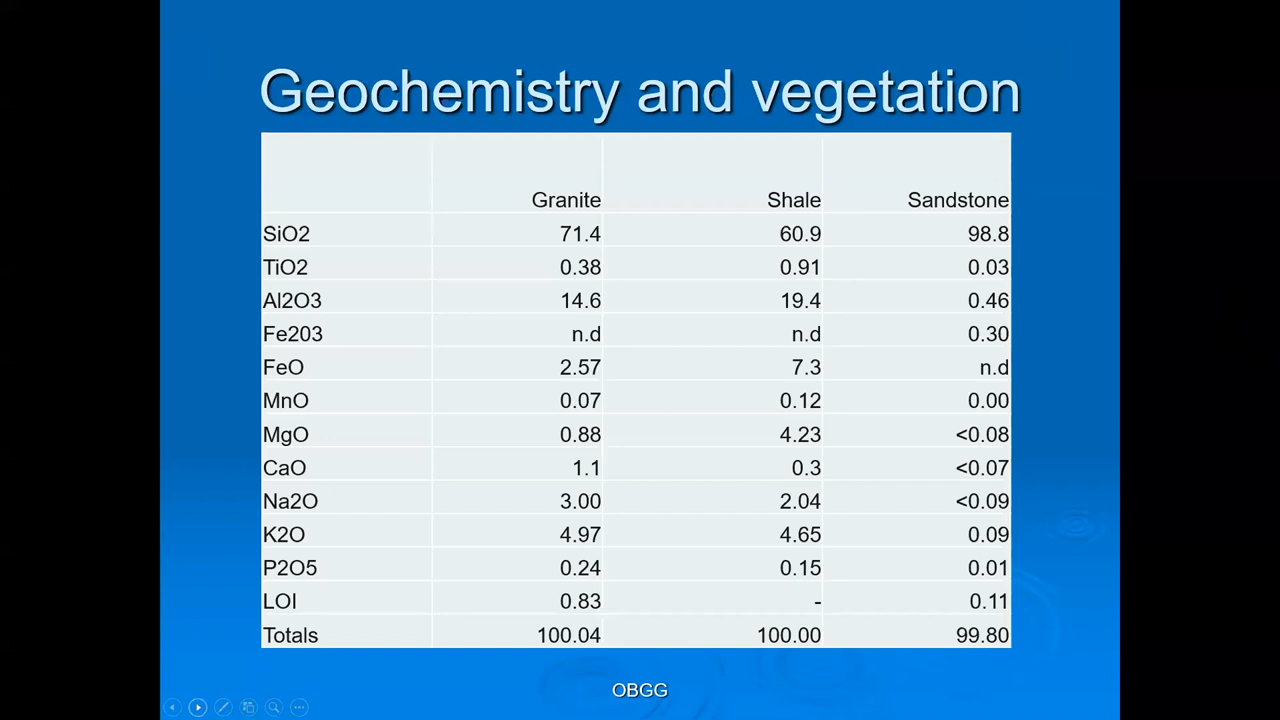 Geochemistry and vegetation
Granite Shale Sandstone
SiO2 71.4 60.9 98.8
TiO2 0.38 0.91 0.03
Al2O3 14.6 19.4 0.46
Fe203 n.d n.d 0.30
FeO 2.57 7.3 n.d
MnO 0.07 0.12 0.00
MgO 0.88 4.23 <0.08
CaO 1.1 0.3 <0.07
Na2O 3.00 2.04 <0.09
K2O 4.97 4.65 0.09
P2O5 0.24 0.15 0.01
LOI 0.83 - 0.11
Totals 100.04 100.00 99.80
OBGG